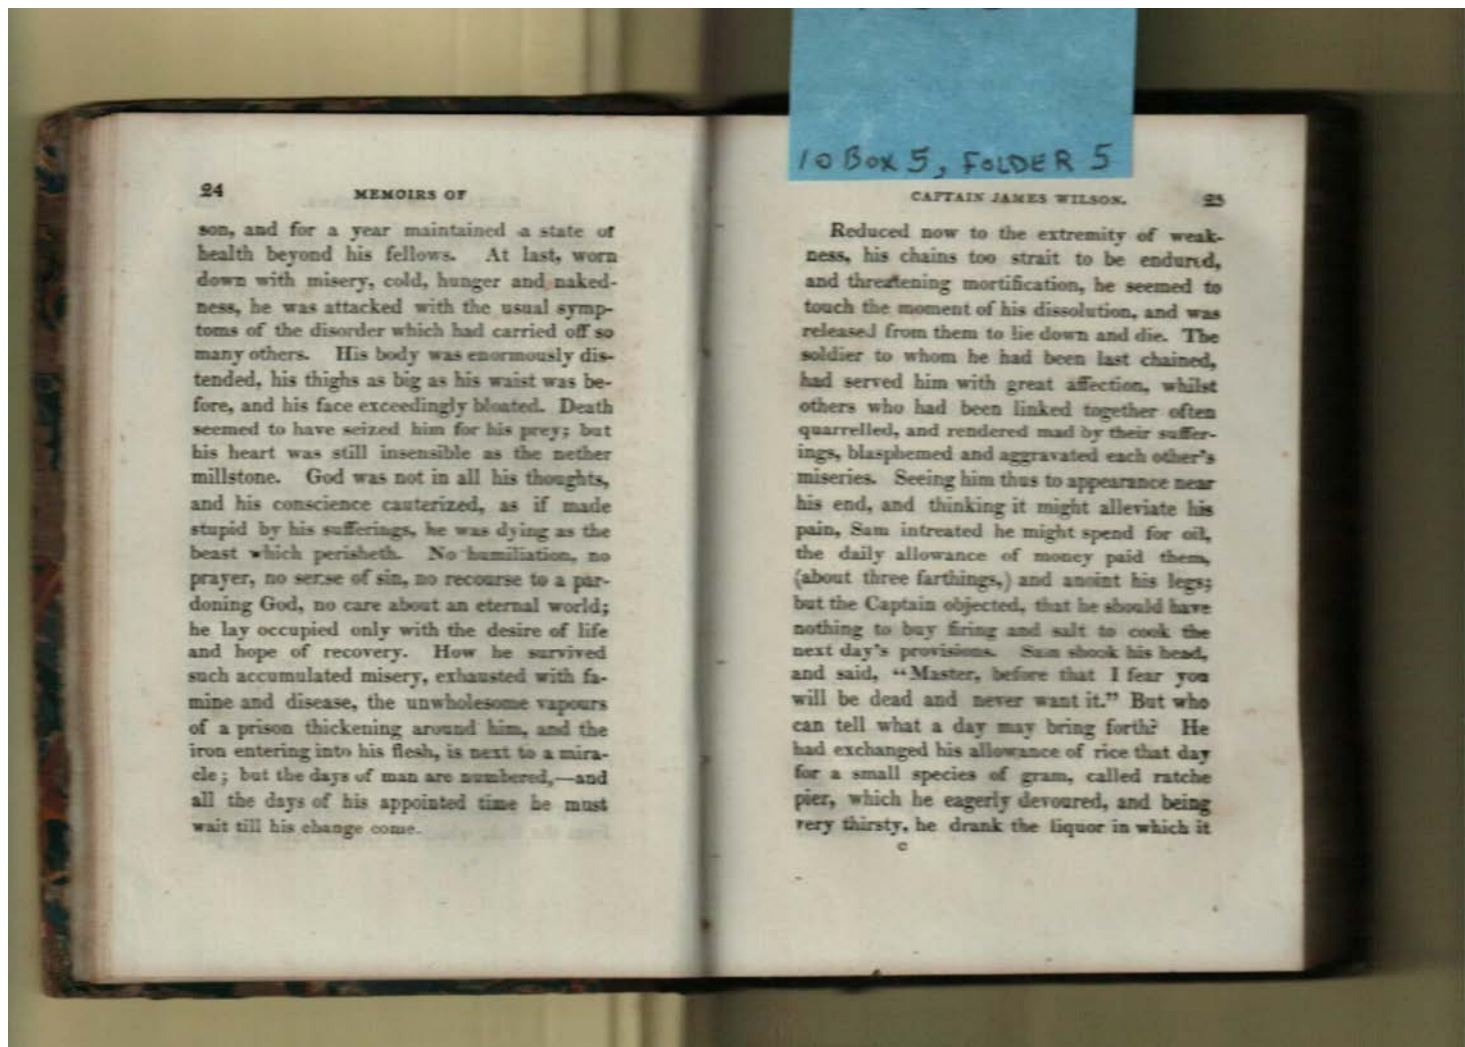 24
MEMOIRS OF
son, and for a year maintained a state of
health beyond his fellows. At last, worn
down with misery, cold, hunger and naked-
ness, he was attacked with the usual symp-
toms of the disorder which had carried off so
many others. His body was enormously dis-
tended, his thighs as big as his waist was be-
fore, and his face exceedingly bloated. Death
seemed to have seized him for his prey; but
his heart was still insensible as the nether
millstone. God was not in all his thoughts,
and his conscience cauterized, as if made
stupid by his sufferings, he was dying as the
beast which perisheth. No humiliation, no
prayer, no sense of sin, no recourse to a par-
doning God, no care about an eternal world;
he lay occupied only with the desire of life
and hope of recovery. How he survived
such accumulated misery, exhausted with fa-
mine and disease, the unwholesome vapours
of a prison thickening around him, and the
iron entering into his flesh, is next to a mira-
cle; but the days of man are numbered,—and
all the days of his appointed time he must
wait till his change come.
10 Box 5, FOLDER 5
CAPTAIN JAMES WILSON.
25
Reduced now to the extremity of weak-
ness, his chains too strait to be endured,
and threatening mortification, he seemed to
touch the moment of his dissolution, and was
released from them to lie down and die. The
soldier to whom he had been last chained,
had served him with great affection, whilst
others who had been linked together often
quarrelled, and rendered mad by their suffer-
ings, blasphemed and aggravated each other's
miseries. Seeing him thus to appearance near
his end, and thinking it might alleviate his
pain, Sam intreated he might spend for oil,
the daily allowance of money paid them,
(about three farthings,) and anoint his legs;
but the Captain objected, that he should have
nothing to buy firing and salt to cook the
next day's provisions. Sam shook his head,
and said, "Master, before that I fear you
will be dead and never want it." But who
can tell what a day may bring forth? He
had exchanged his allowance of rice that day
for a small species of gram, called ratche
pier, which he eagerly devoured, and being
very thirsty, he drank the liquor in which it
c